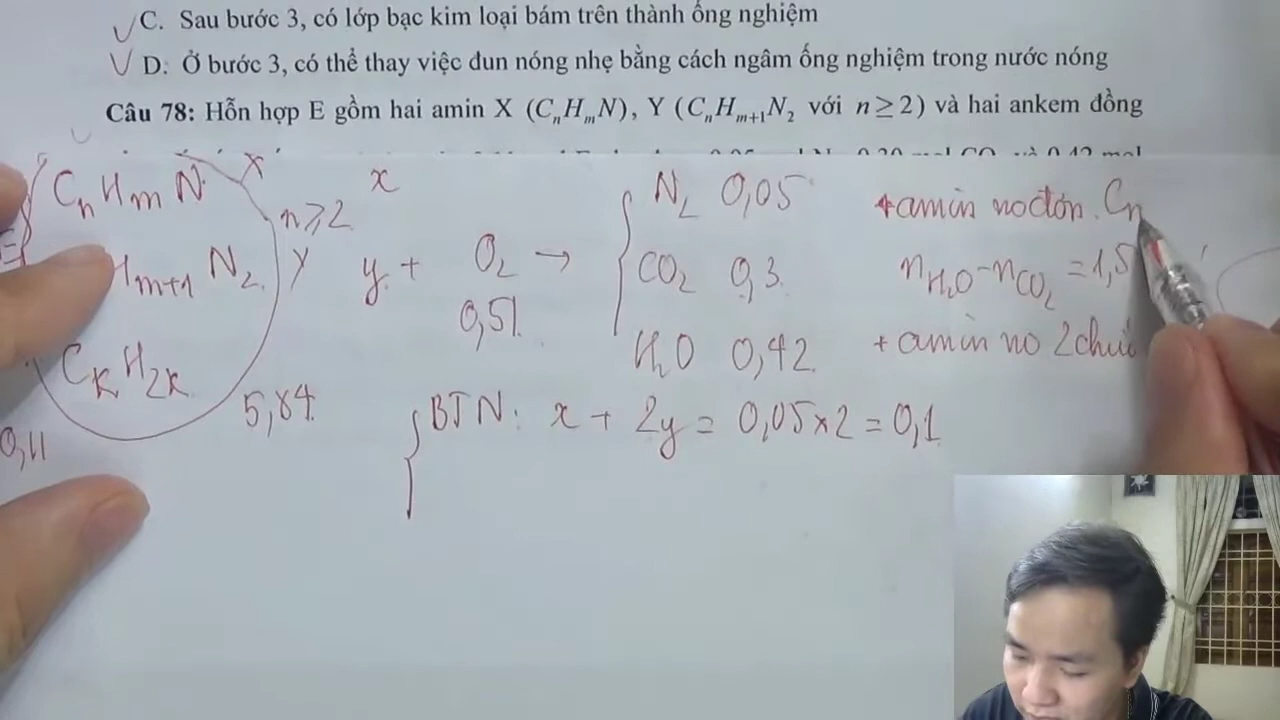 C. Sau bước 3, có lớp bạc kim loại bám trên thành ống nghiệm
D. Ở bước 3, có thể thay việc đun nóng nhẹ bằng cách ngâm ống nghiệm trong nước nóng
Câu 78: Hỗn hợp E gồm hai amin X (CnHmN), Y (CnHm+1N2 với n ≥ 2) và hai ankem đồng
CnHmN X x
n≥2
Hm+1N2 Y y + O2 →
0,51
CkH2k
5,84
0,11
N2 0,05
CO2 0,3
H2O 0,42
+ amin no đơn. Cn
nH2O - nCO2 = 1,5
+ amin no 2 chức
BTN: x + 2y = 0,05×2 = 0,1